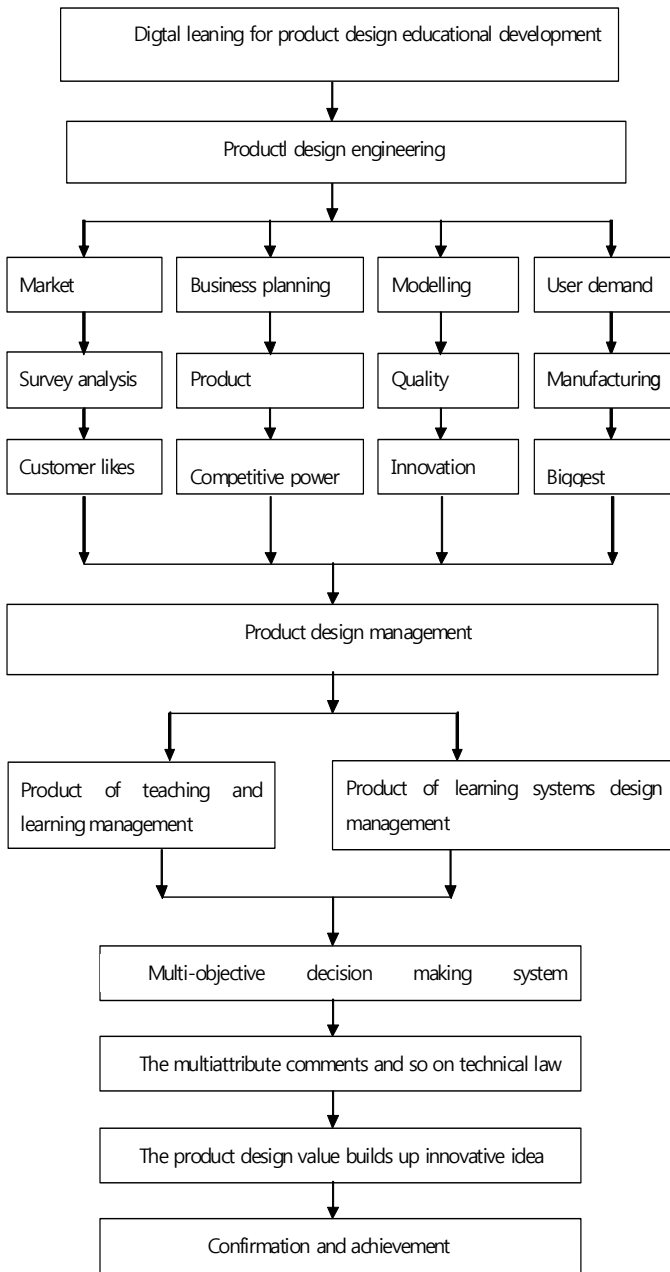 Digtal leaning for product design educational development
Productl design engineering
Market
Business planning
Modelling
User demand
Survey analysis
Product
Quality
Manufacturing
Customer likes
Competitive power
Innovation
Biggest
Product design management
Product of teaching and
learning management
Product of learning systems design
management
Multi-objective decision making system
The multiattribute comments and so on technical law
The product design value builds up innovative idea
Confirmation and achievement